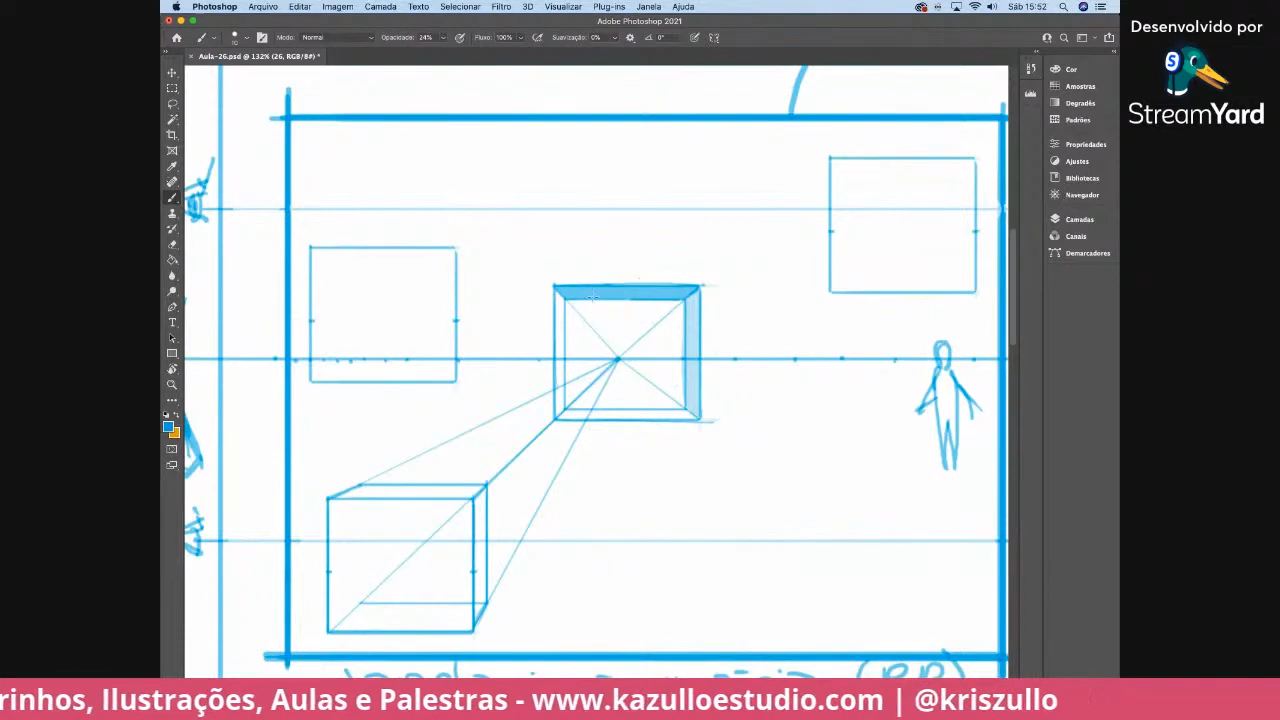 Photoshop Arquivo Editar Imagem Camada Texto Selecionar Filtro 3D Visualizar Plug-ins Janela Ajuda Sáb 15:52
Adobe Photoshop 2021
Modo: Normal Opacidade: 24% Fluxo: 100% Suavização: 0% 0°
Aula-26.psd @ 132% (26, RGB/8#) *
Cor
Amostras
Degradês
Padrões
Propriedades
Ajustes
Bibliotecas
Navegador
Camadas
Canais
Demarcadores
Desenvolvido por
StreamYard
rinhos, Ilustrações, Aulas e Palestras - www.kazulloestudio.com | @kriszullo